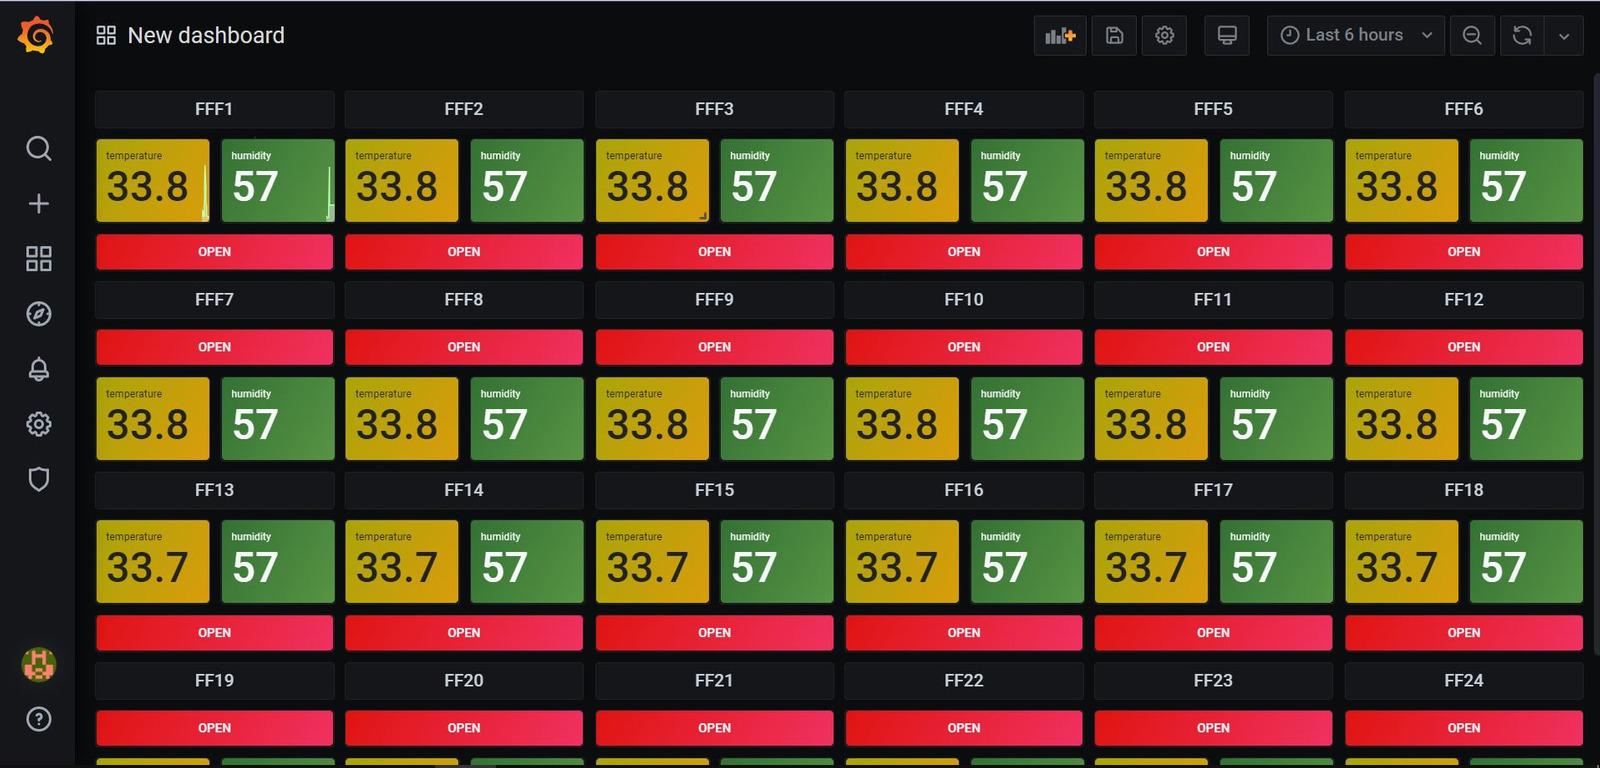 New dashboard
Last 6 hours
FFF1 FFF2 FFF3 FFF4 FFF5 FFF6
temperature humidity temperature humidity temperature humidity temperature humidity temperature humidity temperature humidity
33.8 57 33.8 57 33.8 57 33.8 57 33.8 57 33.8 57
OPEN OPEN OPEN OPEN OPEN OPEN
FFF7 FFF8 FFF9 FF10 FF11 FF12
OPEN OPEN OPEN OPEN OPEN OPEN
temperature humidity temperature humidity temperature humidity temperature humidity temperature humidity temperature humidity
33.8 57 33.8 57 33.8 57 33.8 57 33.8 57 33.8 57
FF13 FF14 FF15 FF16 FF17 FF18
temperature humidity temperature humidity temperature humidity temperature humidity temperature humidity temperature humidity
33.7 57 33.7 57 33.7 57 33.7 57 33.7 57 33.7 57
OPEN OPEN OPEN OPEN OPEN OPEN
FF19 FF20 FF21 FF22 FF23 FF24
OPEN OPEN OPEN OPEN OPEN OPEN